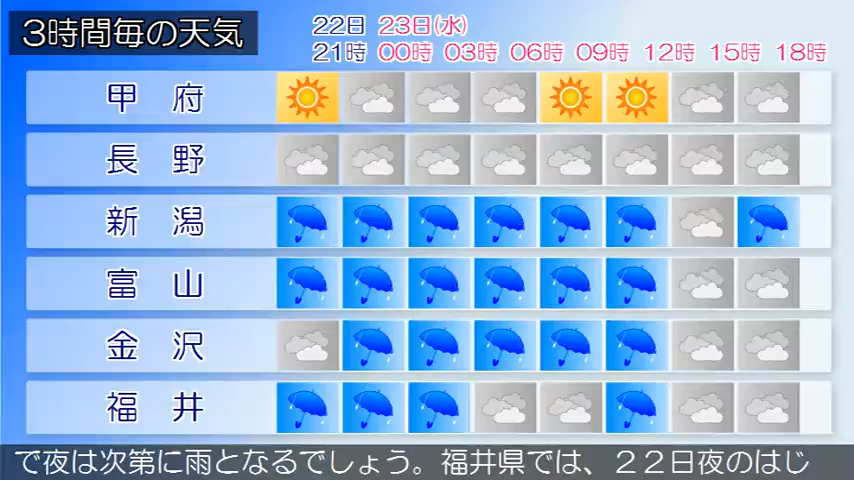 3時間毎の天気
22日 23日(水)
21時 00時 03時 06時 09時 12時 15時 18時
甲 府
長 野
新 潟
富 山
金 沢
福 井
で夜は次第に雨となるでしょう。福井県では、２２日夜のはじ